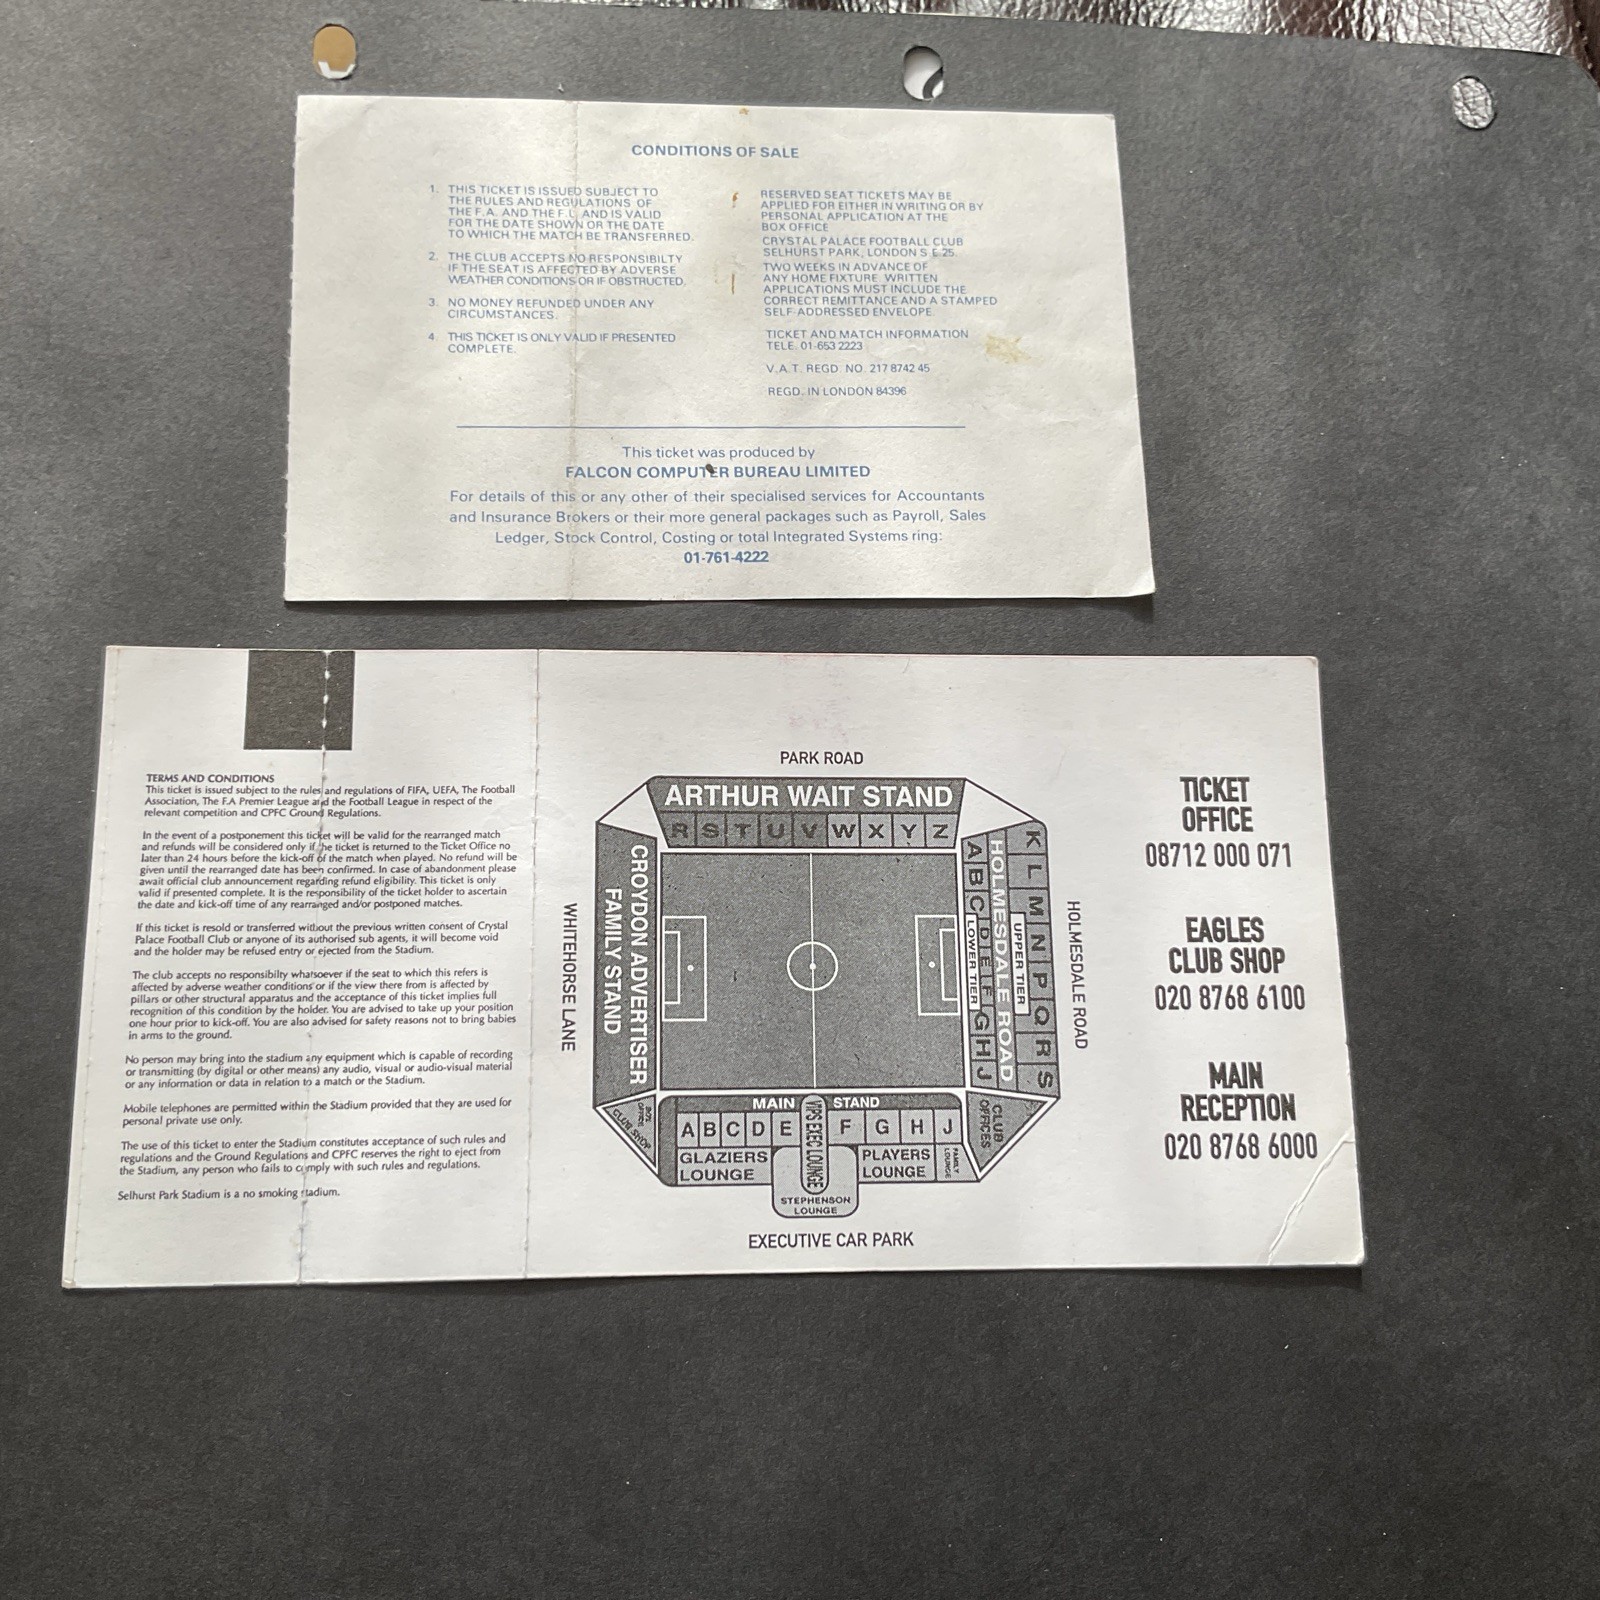 CONDITIONS OF SALE
1. THIS TICKET IS ISSUED SUBJECT TO
THE RULES AND REGULATIONS OF
THE F.A. AND THE F.L. AND IS VALID
FOR THE DATE SHOWN OR THE DATE
TO WHICH THE MATCH BE TRANSFERRED.
2. THE CLUB ACCEPTS NO RESPONSIBILTY
IF THE SEAT IS AFFECTED BY ADVERSE
WEATHER CONDITIONS OR IF OBSTRUCTED.
3. NO MONEY REFUNDED UNDER ANY
CIRCUMSTANCES.
4. THIS TICKET IS ONLY VALID IF PRESENTED
COMPLETE.
RESERVED SEAT TICKETS MAY BE
APPLIED FOR EITHER IN WRITING OR BY
PERSONAL APPLICATION AT THE
BOX OFFICE
CRYSTAL PALACE FOOTBALL CLUB
SELHURST PARK, LONDON S.E.25.
TWO WEEKS IN ADVANCE OF
ANY HOME FIXTURE. WRITTEN
APPLICATIONS MUST INCLUDE THE
CORRECT REMITTANCE AND A STAMPED
SELF-ADDRESSED ENVELOPE.
TICKET AND MATCH INFORMATION
TELE. 01-653 2223
V.A.T. REGD. NO. 217 8742 45
REGD. IN LONDON 84396
This ticket was produced by
FALCON COMPUTER BUREAU LIMITED
For details of this or any other of their specialised services for Accountants
and Insurance Brokers or their more general packages such as Payroll, Sales
Ledger, Stock Control, Costing or total Integrated Systems ring:
01-761-4222
TERMS AND CONDITIONS
This ticket is issued subject to the rules and regulations of FIFA, UEFA, The Football
Association, The F.A Premier League and the Football League in respect of the
relevant competition and CPFC Ground Regulations.
In the event of a postponement this ticket will be valid for the rearranged match
and refunds will be considered only if the ticket is returned to the Ticket Office no
later than 24 hours before the kick-off of the match when played. No refund will be
given until the rearranged date has been confirmed. In case of abandonment please
await official club announcement regarding refund eligibility. This ticket is only
valid if presented complete. It is the responsibility of the ticket holder to ascertain
the date and kick-off time of any rearranged and/or postponed matches.
If this ticket is resold or transferred without the previous written consent of Crystal
Palace Football Club or anyone of its authorised sub agents, it will become void
and the holder may be refused entry or ejected from the Stadium.
The club accepts no responsibilty whatsoever if the seat to which this refers is
affected by adverse weather conditions or if the view there from is affected by
pillars or other structural apparatus and the acceptance of this ticket implies full
recognition of this condition by the holder. You are advised to take up your position
one hour prior to kick-off. You are also advised for safety reasons not to bring babies
in arms to the ground.
No person may bring into the stadium any equipment which is capable of recording
or transmitting (by digital or other means) any audio, visual or audio-visual material
or any information or data in relation to a match or the Stadium.
Mobile telephones are permitted within the Stadium provided that they are used for
personal private use only.
The use of this ticket to enter the Stadium constitutes acceptance of such rules and
regulations and the Ground Regulations and CPFC reserves the right to eject from
the Stadium, any person who fails to comply with such rules and regulations.
Selhurst Park Stadium is a no smoking stadium.
PARK ROAD
ARTHUR WAIT STAND
R S T U V W X Y Z
WHITEHORSE LANE
CROYDON ADVERTISER
FAMILY STAND
A B C D E F G H J
LOWER TIER
HOLMESDALE ROAD
UPPER TIER
K L M N P Q R S
HOLMESDALE ROAD
BOX OFFICE
CLUB SHOP
MAIN STAND
A B C D E F G H J
VIPS EXEC LOUNGE
GLAZIERS
LOUNGE
PLAYERS
LOUNGE
FAMILY
LOUNGE
CLUB
OFFICES
STEPHENSON
LOUNGE
EXECUTIVE CAR PARK
TICKET
OFFICE
08712 000 071
EAGLES
CLUB SHOP
020 8768 6100
MAIN
RECEPTION
020 8768 6000